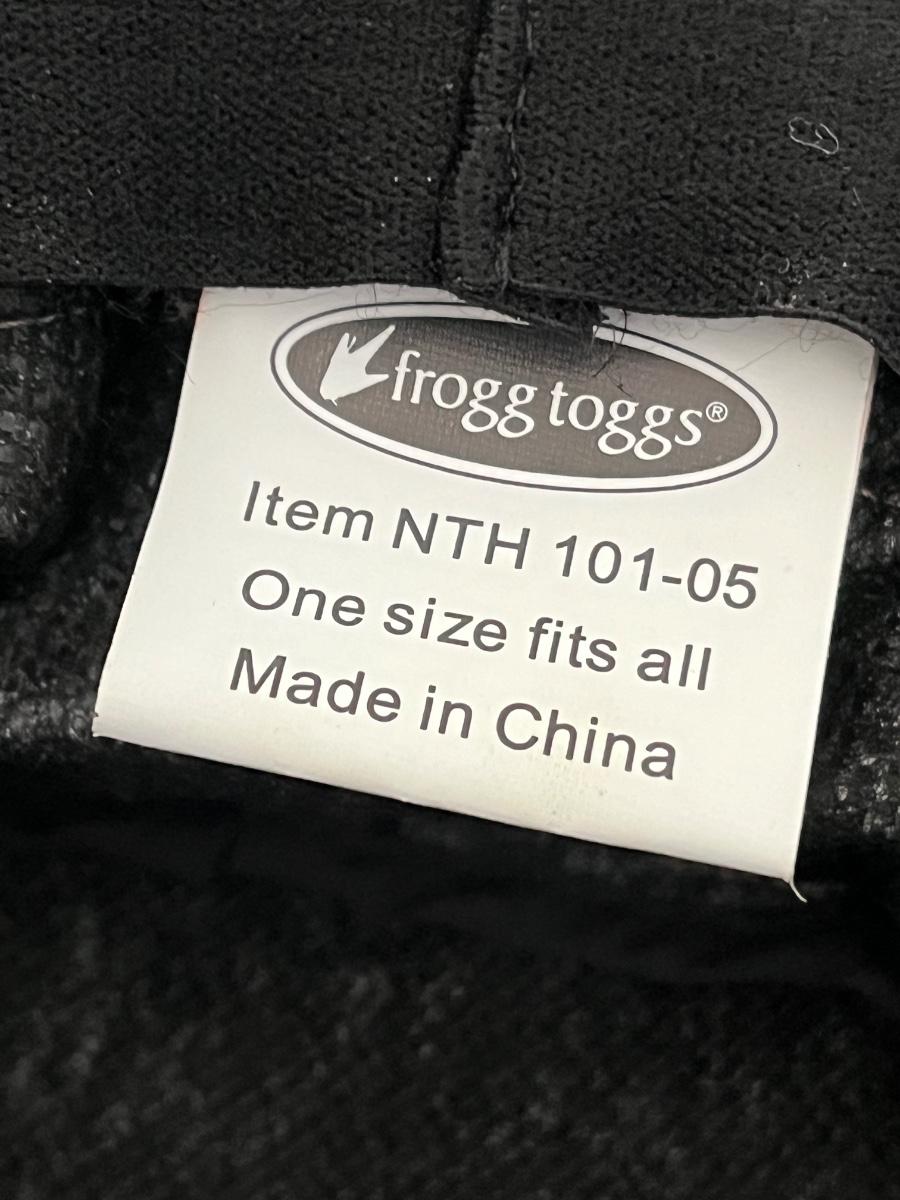 frogg toggs®
Item NTH 101-05
One size fits all
Made in China